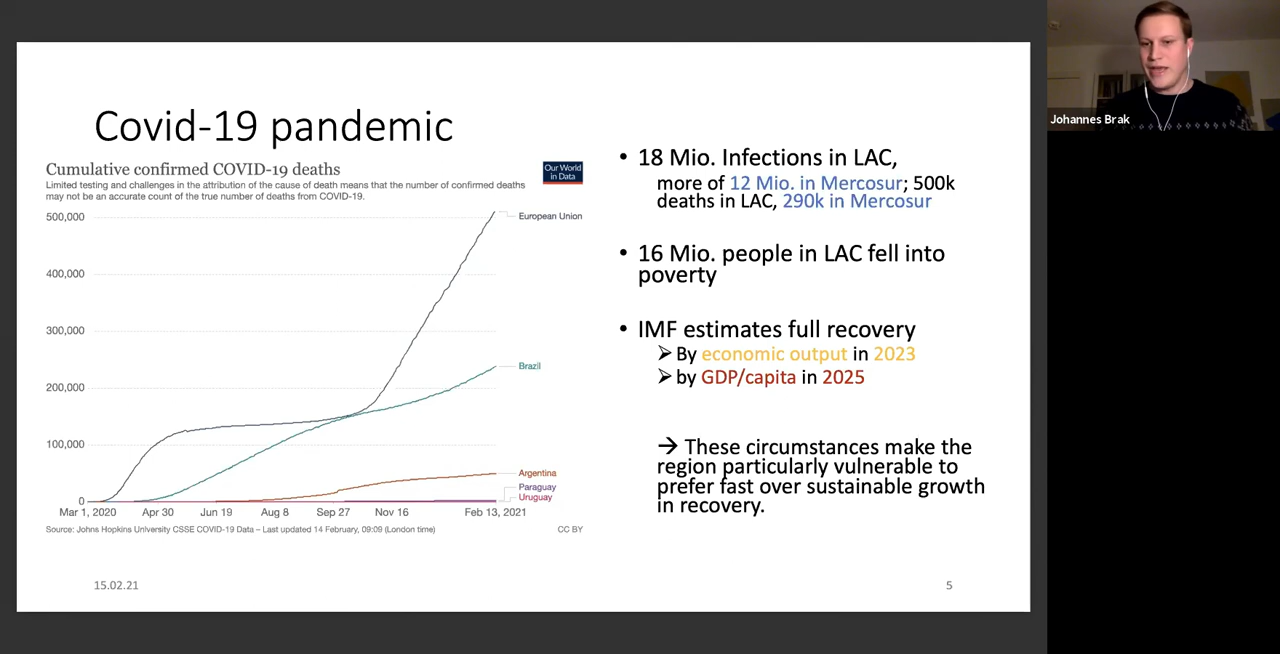 Covid-19 pandemic
Cumulative confirmed COVID-19 deaths
Limited testing and challenges in the attribution of the cause of death means that the number of confirmed deaths
may not be an accurate count of the true number of deaths from COVID-19.
Our World
in Data
500,000
European Union
400,000
300,000
Brazil
200,000
100,000
Argentina
Paraguay
Uruguay
0
Mar 1, 2020
Apr 30
Jun 19
Aug 8
Sep 27
Nov 16
Feb 13, 2021
Source: Johns Hopkins University CSSE COVID-19 Data – Last updated 14 February, 09:09 (London time)
CC BY
• 18 Mio. Infections in LAC,
more of 12 Mio. in Mercosur; 500k
deaths in LAC, 290k in Mercosur
• 16 Mio. people in LAC fell into
poverty
• IMF estimates full recovery
➢ By economic output in 2023
➢ by GDP/capita in 2025
→ These circumstances make the
region particularly vulnerable to
prefer fast over sustainable growth
in recovery.
15.02.21
5
Johannes Brak